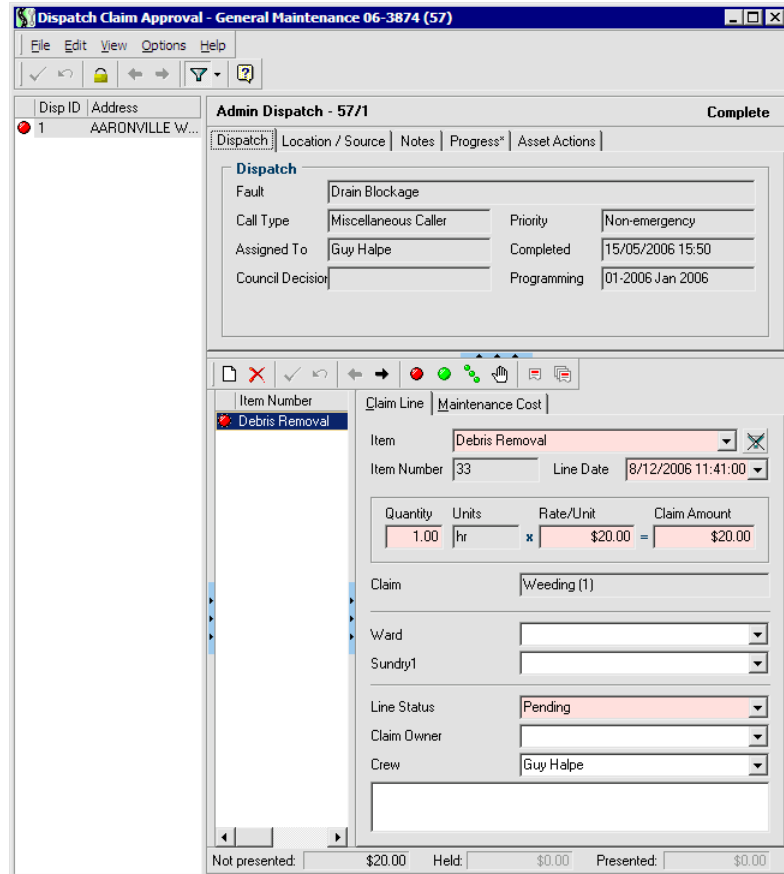 Dispatch Claim Approval - General Maintenance 06-3874 (57)
File Edit View Options Help
Disp ID Address
1 AARONVILLE W...
Admin Dispatch - 57/1 Complete
Dispatch Location / Source Notes Progress* Asset Actions
Dispatch
Fault Drain Blockage
Call Type Miscellaneous Caller Priority Non-emergency
Assigned To Guy Halpe Completed 15/05/2006 15:50
Council Decision Programming 01-2006 Jan 2006
Item Number
Debris Removal
Claim Line Maintenance Cost
Item Debris Removal
Item Number 33 Line Date 8/12/2006 11:41:00
Quantity Units Rate/Unit Claim Amount
1.00 hr x $20.00 = $20.00
Claim Weeding (1)
Ward
Sundry1
Line Status Pending
Claim Owner
Crew Guy Halpe
Not presented: $20.00 Held: $0.00 Presented: $0.00